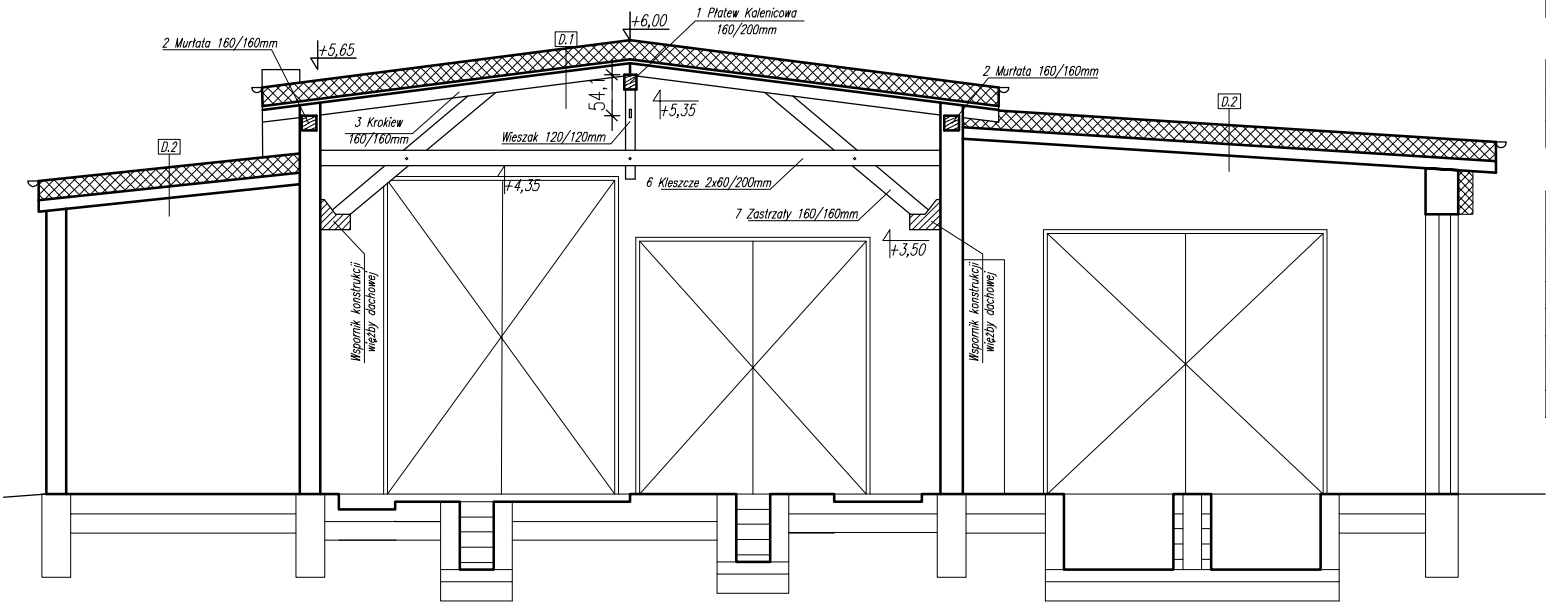 1 Płatew Kalenicowa
160/200mm
+6,00
D.1
2 Murłata 160/160mm
+5,65
2 Murłata 160/160mm
54,1
+5,35
D.2
3 Krokiew
160/160mm
Wieszak 120/120mm
D.2
+4,35
6 Kleszcze 2x60/200mm
7 Zastrzały 160/160mm
+3,50
Wspornik konstrukcji
więźby dachowej
Wspornik konstrukcji
więźby dachowej